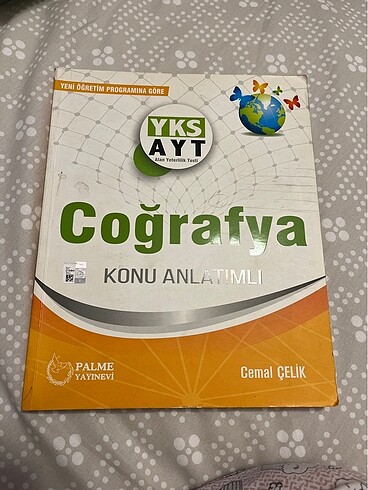 YENİ ÖĞRETİM PROGRAMINA GÖRE
YKS
AYT
Alan Yeterlilik Testi
Coğrafya
KONU ANLATIMLI
PALME
YAYINEVİ
Cemal ÇELİK